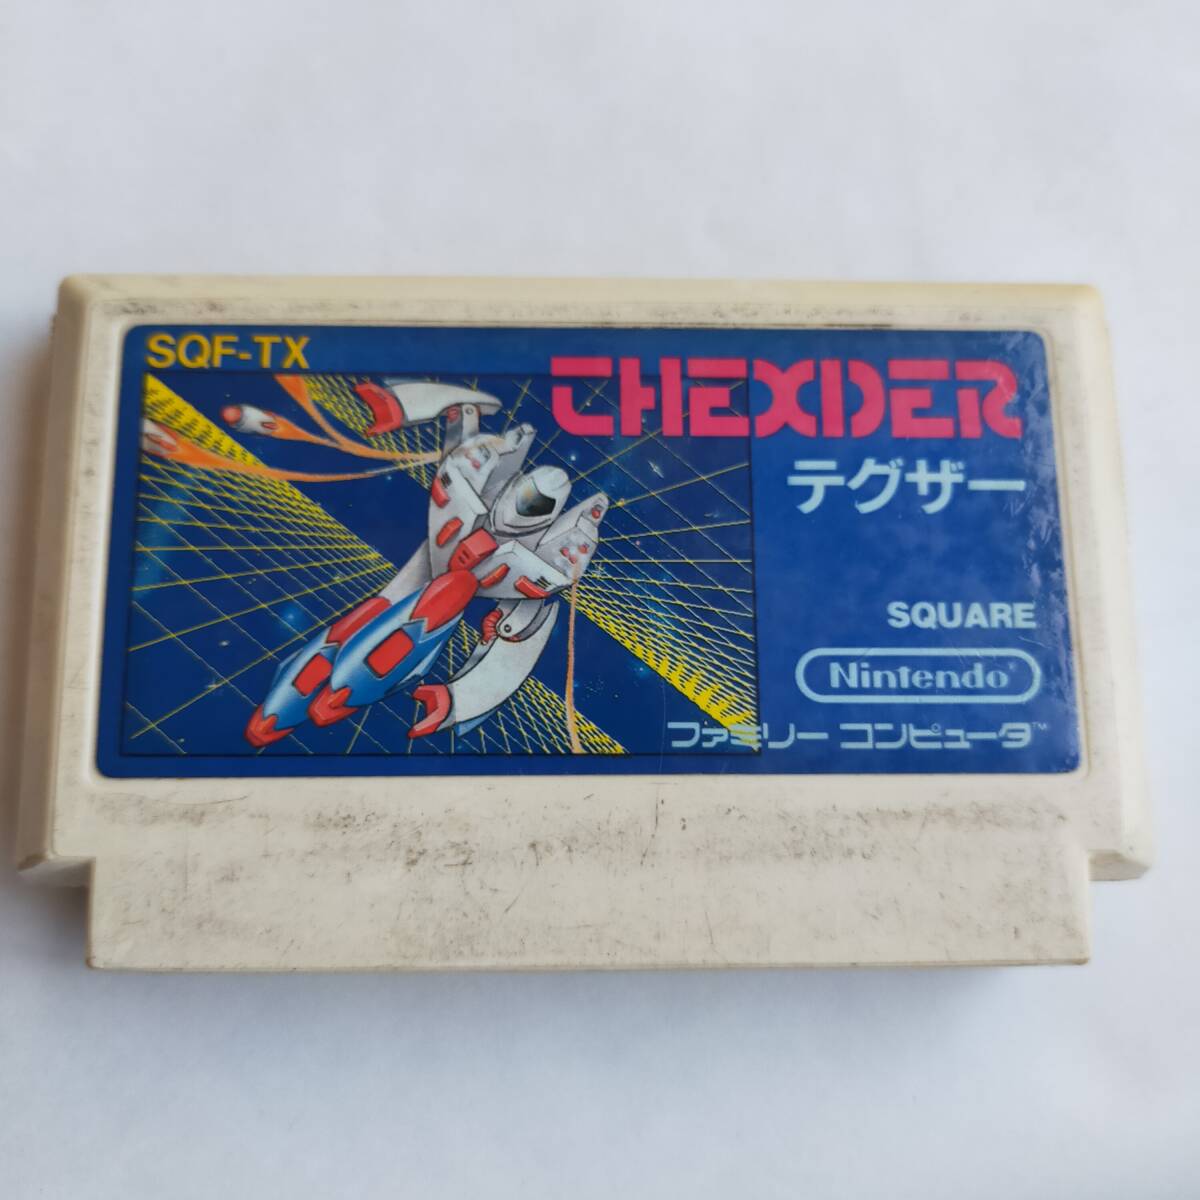 SQF-TX
THEXDER
テグザー
SQUARE
Nintendo®
ファミリー コンピュータ™